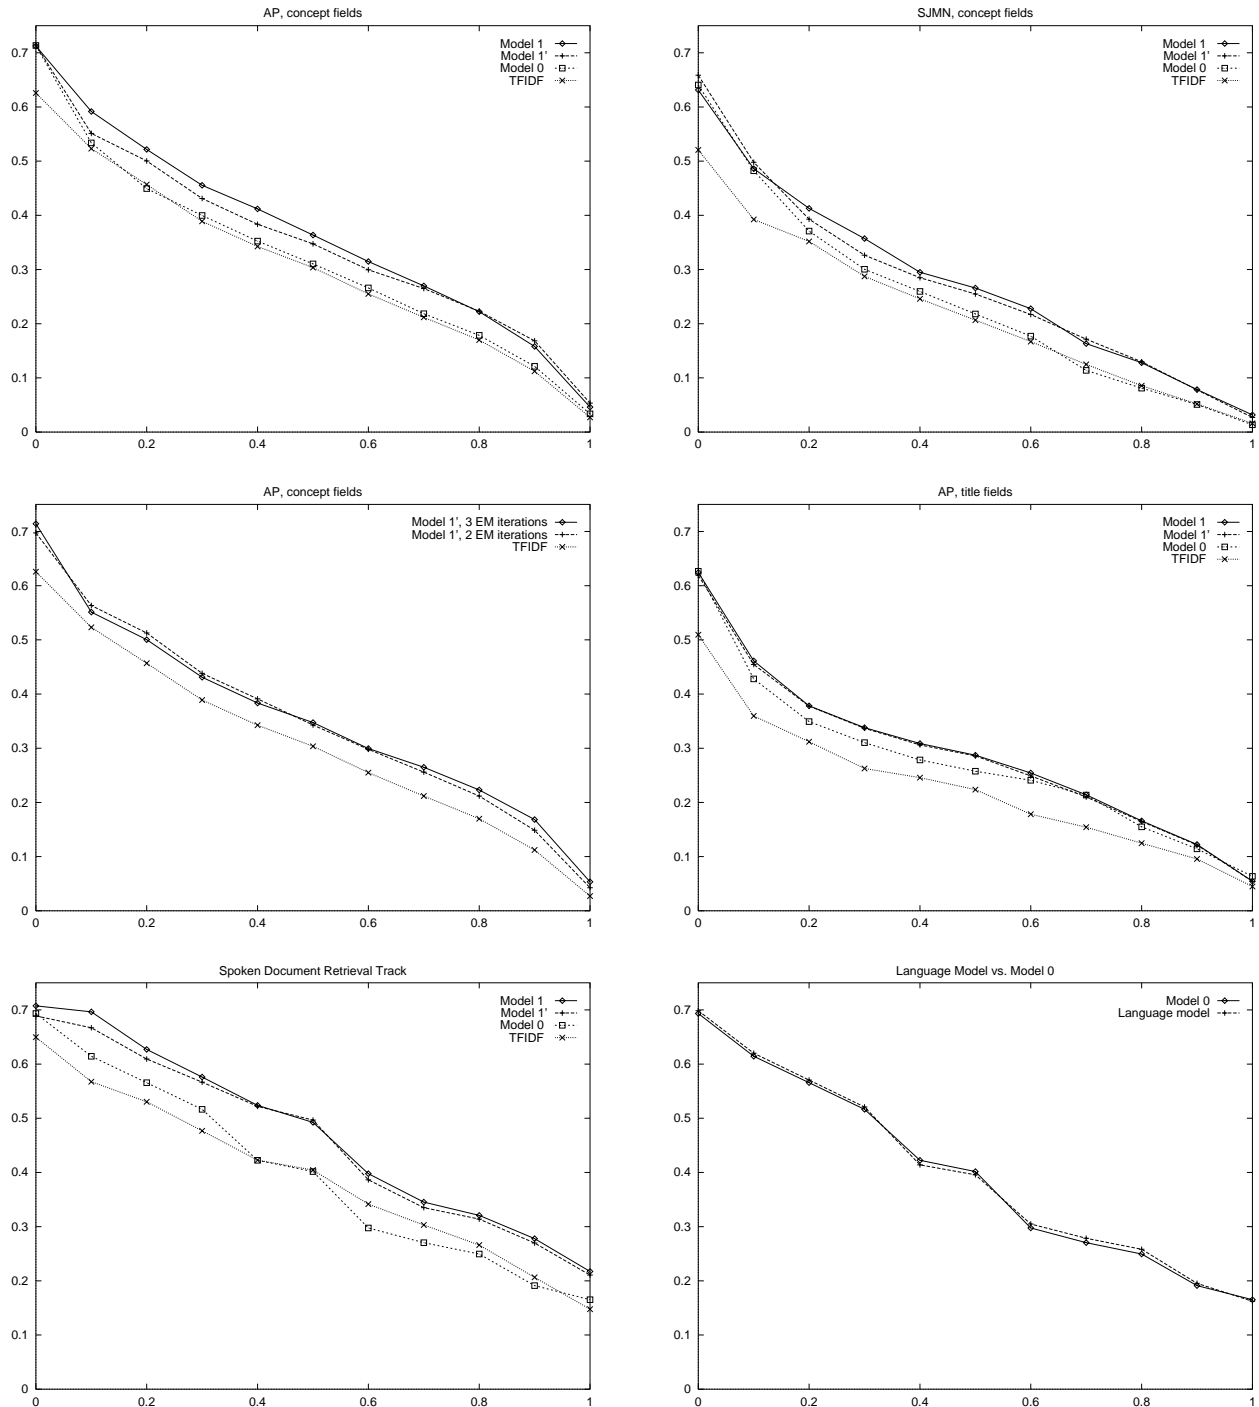 AP, concept fields
Model 1
Model 1'
Model 0
TFIDF
0.7
0.6
0.5
0.4
0.3
0.2
0.1
0
0 0.2 0.4 0.6 0.8 1
SJMN, concept fields
Model 1
Model 1'
Model 0
TFIDF
0.7
0.6
0.5
0.4
0.3
0.2
0.1
0
0 0.2 0.4 0.6 0.8 1
AP, concept fields
Model 1', 3 EM iterations
Model 1', 2 EM iterations
TFIDF
0.7
0.6
0.5
0.4
0.3
0.2
0.1
0
0 0.2 0.4 0.6 0.8 1
AP, title fields
Model 1
Model 1'
Model 0
TFIDF
0.7
0.6
0.5
0.4
0.3
0.2
0.1
0
0 0.2 0.4 0.6 0.8 1
Spoken Document Retrieval Track
Model 1
Model 1'
Model 0
TFIDF
0.7
0.6
0.5
0.4
0.3
0.2
0.1
0
0 0.2 0.4 0.6 0.8 1
Language Model vs. Model 0
Model 0
Language model
0.7
0.6
0.5
0.4
0.3
0.2
0.1
0
0 0.2 0.4 0.6 0.8 1